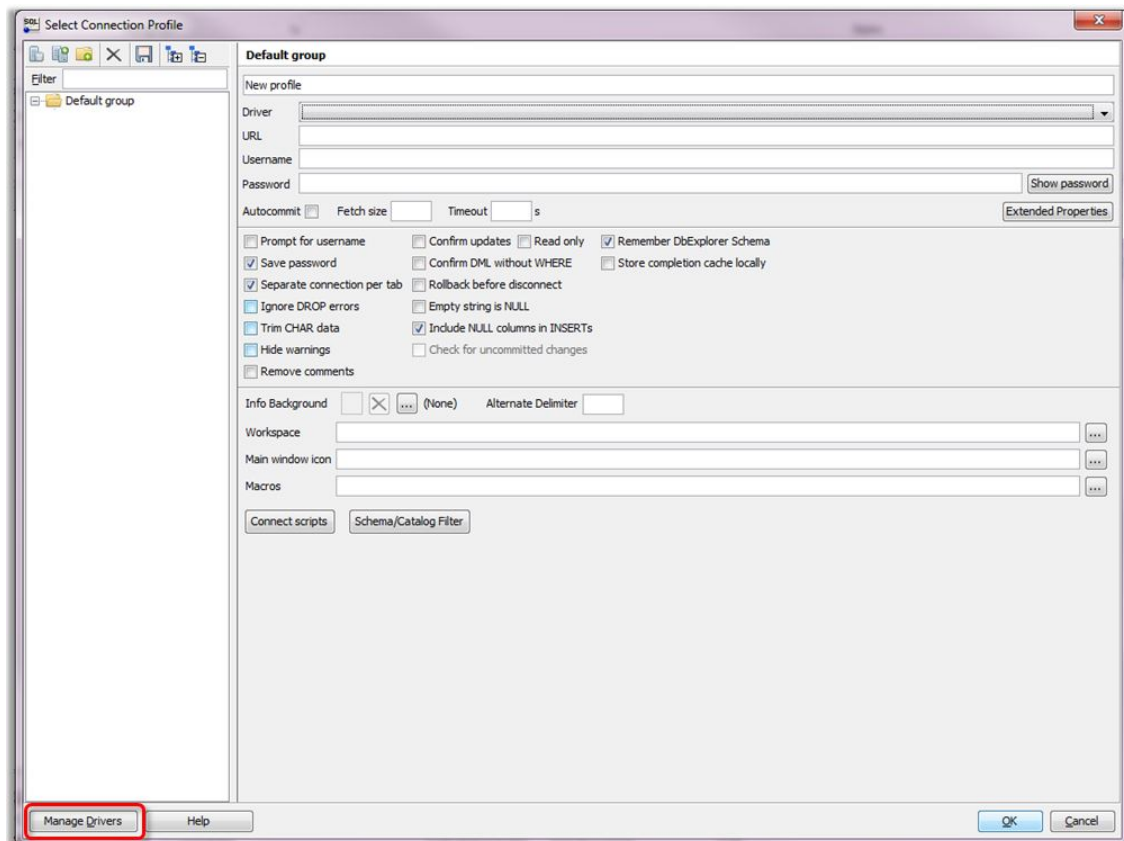 SQL Select Connection Profile
Default group
Filter
New profile
Default group
Driver
URL
Username
Password Show password
Autocommit Fetch size Timeout s Extended Properties
Prompt for username Confirm updates Read only Remember DbExplorer Schema
Save password Confirm DML without WHERE Store completion cache locally
Separate connection per tab Rollback before disconnect
Ignore DROP errors Empty string is NULL
Trim CHAR data Include NULL columns in INSERTs
Hide warnings Check for uncommitted changes
Remove comments
Info Background ... (None) Alternate Delimiter
Workspace ...
Main window icon ...
Macros ...
Connect scripts Schema/Catalog Filter
Manage Drivers Help OK Cancel